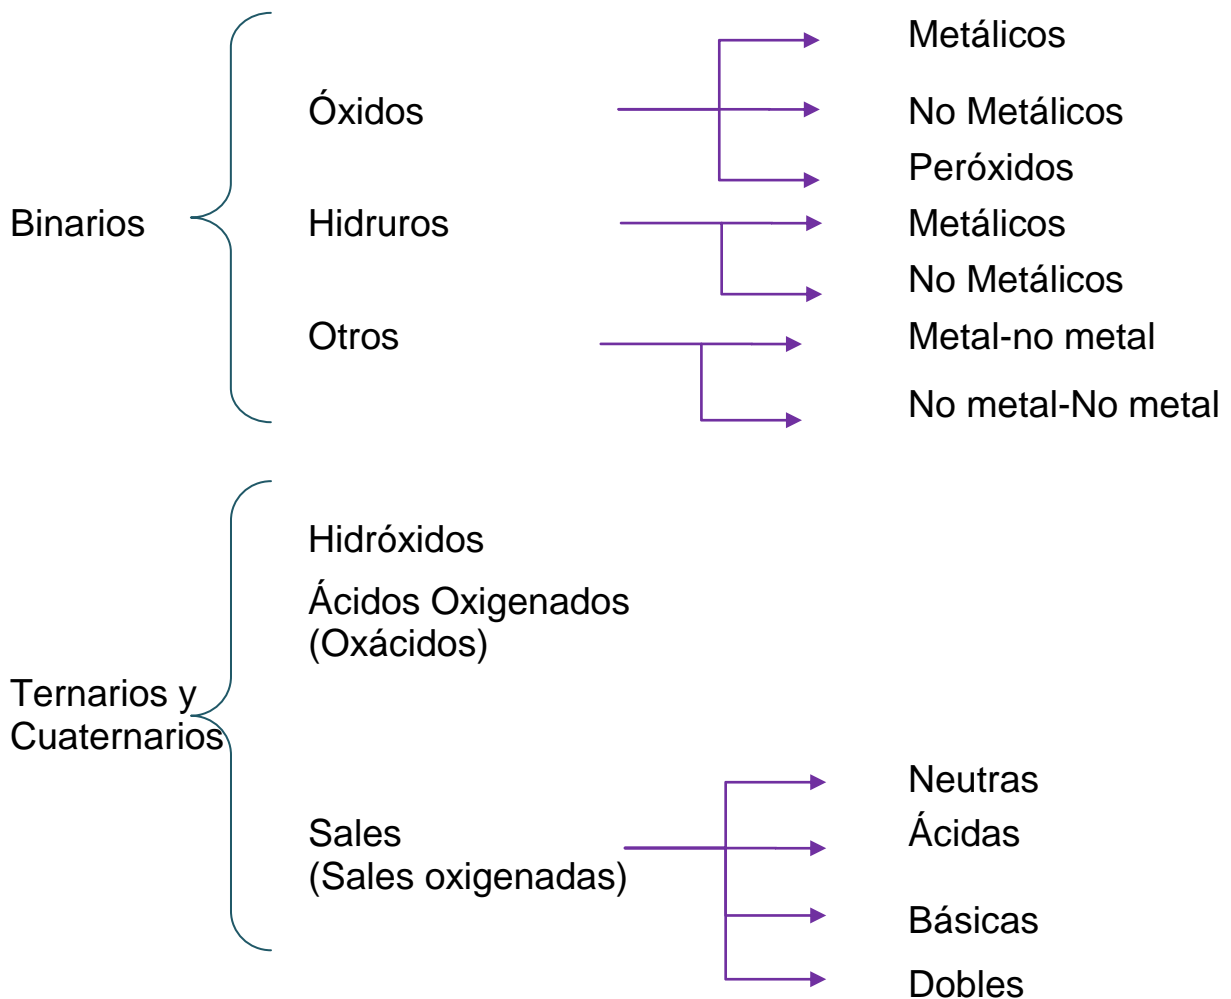 Metálicos
Óxidos
No Metálicos
Peróxidos
Binarios
Hidruros
Metálicos
No Metálicos
Otros
Metal-no metal
No metal-No metal
Hidróxidos
Ácidos Oxigenados
(Oxácidos)
Ternarios y
Cuaternarios
Sales
(Sales oxigenadas)
Neutras
Ácidas
Básicas
Dobles